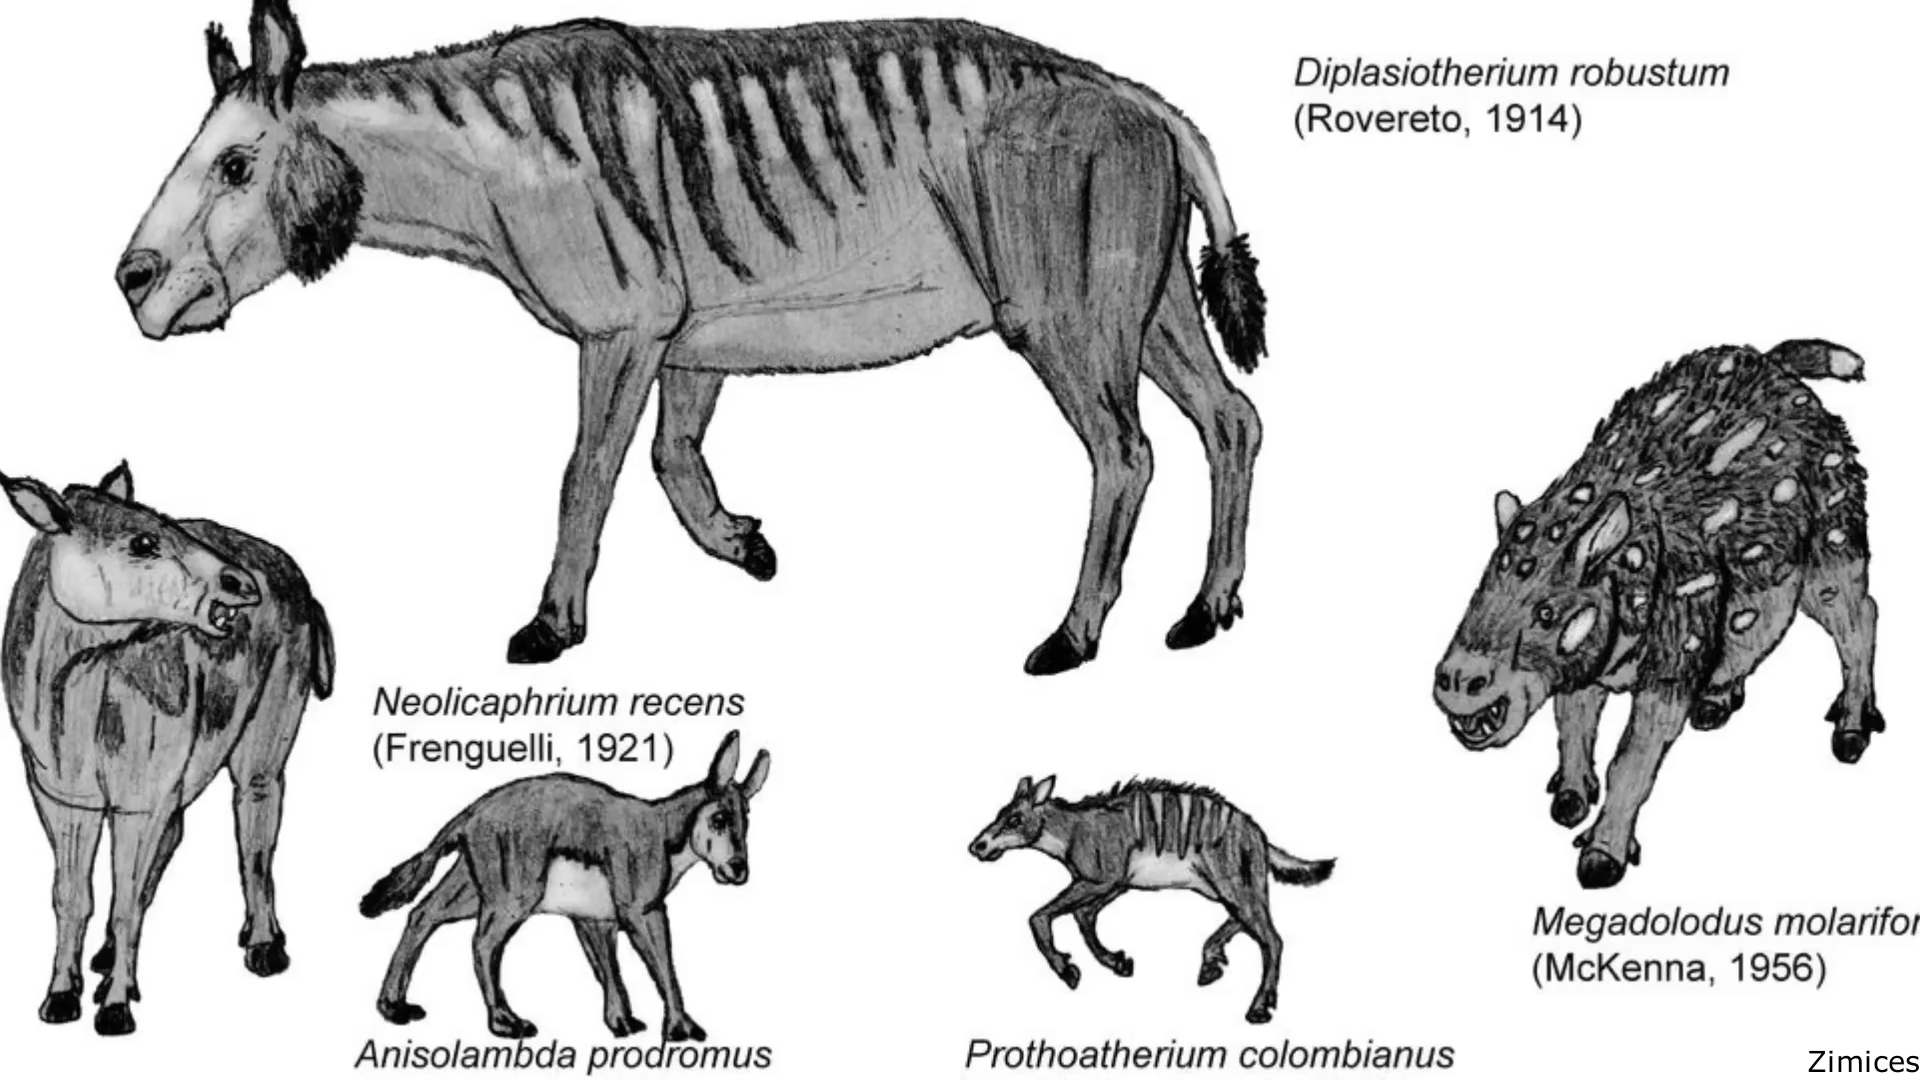 Diplasiotherium robustum
(Rovereto, 1914)
Neolicaphrium recens
(Frenguelli, 1921)
Megadolodus molarifor
(McKenna, 1956)
Anisolambda prodromus
Prothoatherium colombianus
Zimices